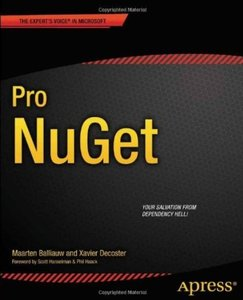 THE EXPERT'S VOICE® IN MICROSOFT
Pro
NuGet
YOUR SALVATION FROM
DEPENDENCY HELL!
Maarten Balliauw and Xavier Decoster
Foreword by Scott Hanselman & Phil Haack
Apress®